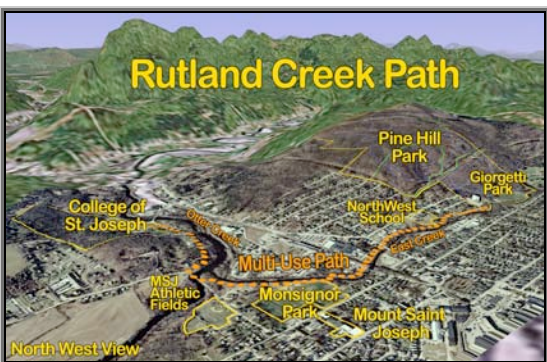 Rutland Creek Path
Pine Hill
Park
Giorgetti
Park
College of
St. Joseph
NorthWest
School
Otter Creek
East Creek
Multi-Use Path
MSJ
Athletic
Fields
Monsignor
Park
Mount Saint
Joseph
North West View